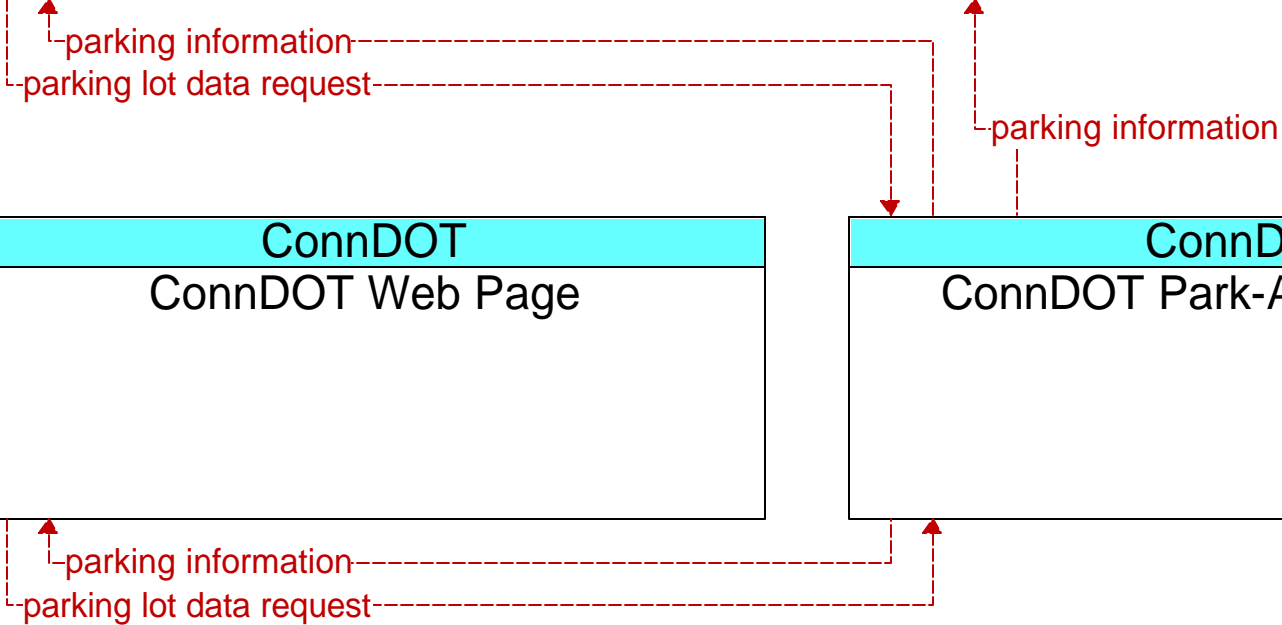 parking information
parking lot data request
parking information
ConnDOT
ConnDOT Web Page
ConnD
ConnDOT Park-A
parking information
parking lot data request